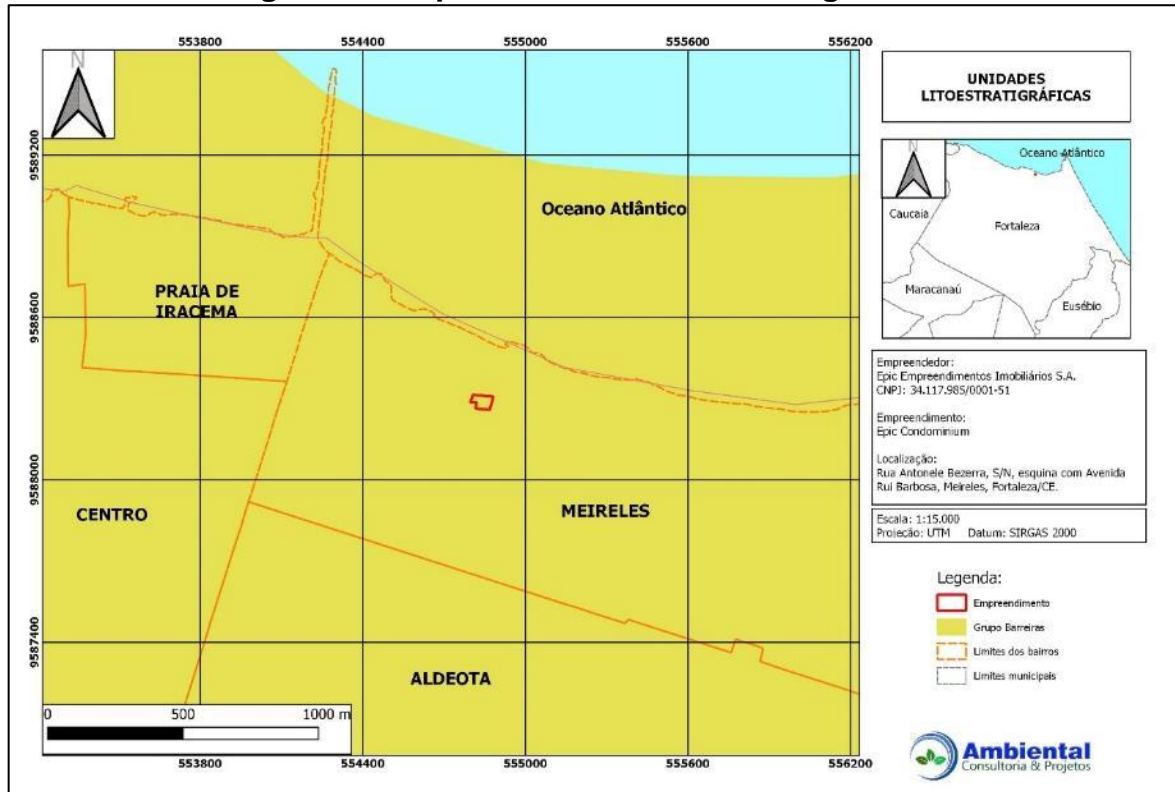 553800 554400 555000 555600 556200
N
9589200
9588600
9588000
9587400
Oceano Atlântico
PRAIA DE
IRACEMA
CENTRO
MEIRELES
ALDEOTA
0 500 1000 m
553800 554400 555000 555600 556200
UNIDADES
LITOESTRATIGRÁFICAS
N
Oceano Atlântico
Caucaia
Fortaleza
Maracanaú
Eusébio
Empreendedor:
Epic Empreendimentos Imobiliários S.A.
CNPJ: 34.117.985/0001-51
Empreendimento:
Epic Condominium
Localização:
Rua Antonele Bezerra, S/N, esquina com Avenida
Rui Barbosa, Meireles, Fortaleza/CE.
Escala: 1:15.000
Projeção: UTM Datum: SIRGAS 2000
Legenda:
Empreendimento
Grupo Barreiras
Limites dos bairros
Limites municipais
Ambiental
Consultoria & Projetos